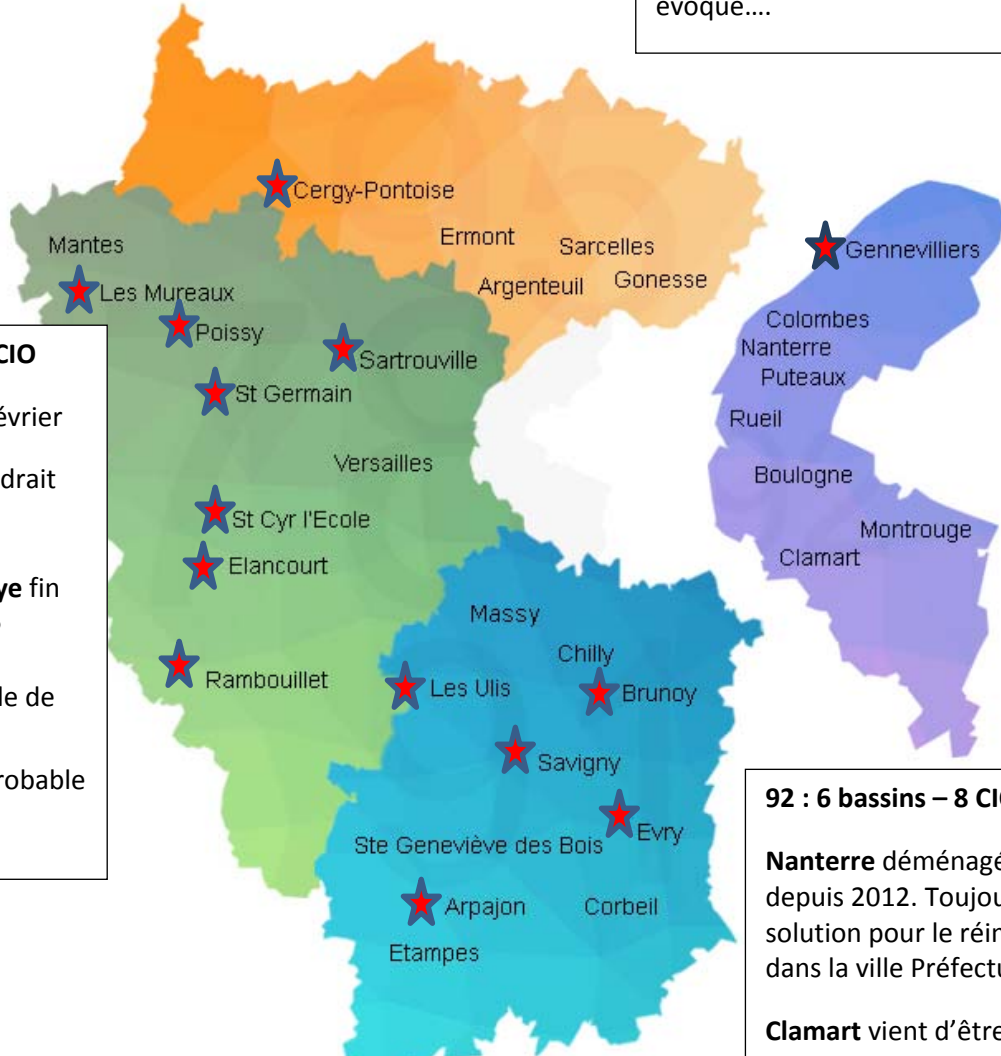 évoqué….
Cergy-Pontoise
Ermont
Sarcelles
Argenteuil
Gonesse
Mantes
Les Mureaux
Poissy
Sartrouville
St Germain
Versailles
St Cyr l'Ecole
Elancourt
Rambouillet
Gennevilliers
Colombes
Nanterre
Puteaux
Rueil
Boulogne
Montrouge
Clamart
Massy
Chilly
Les Ulis
Brunoy
Savigny
Evry
Ste Geneviève des Bois
Arpajon
Corbeil
Etampes
CIO
évrier
drait
ye fin
le de
robable
92 : 6 bassins – 8 CI
Nanterre déménagé
depuis 2012. Toujou
solution pour le réin
dans la ville Préfectu
Clamart vient d'être